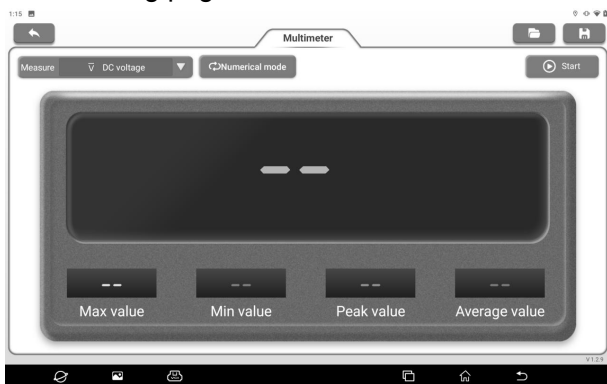 1:15
Multimeter
Measure V DC voltage Numerical mode Start
-- 
-- -- -- --
Max value Min value Peak value Average value
V1.2.9